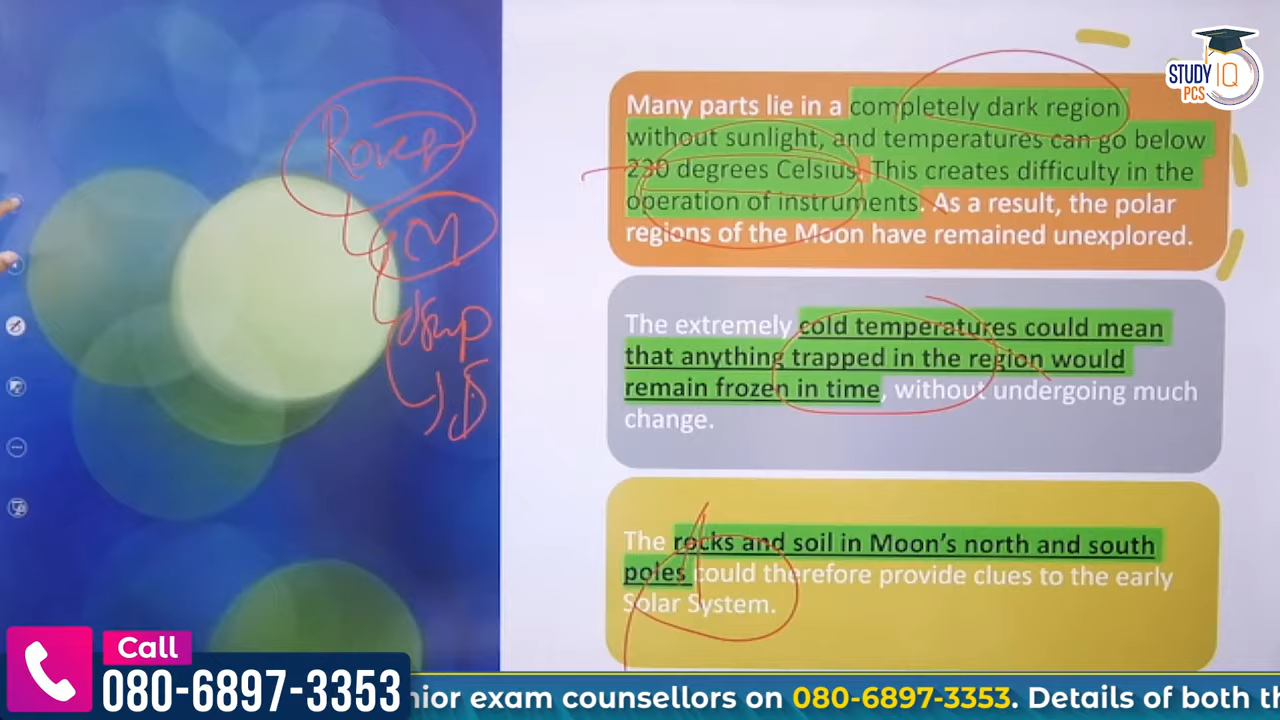 STUDY IQ
PCS
Many parts lie in a completely dark region
without sunlight, and temperatures can go below
230 degrees Celsius. This creates difficulty in the
operation of instruments. As a result, the polar
regions of the Moon have remained unexplored.
Rover
The extremely cold temperatures could mean
that anything trapped in the region would
remain frozen in time, without undergoing much
change.
The rocks and soil in Moon's north and south
poles could therefore provide clues to the early
Solar System.
Call
080-6897-3353
nior exam counsellors on 080-6897-3353. Details of both th